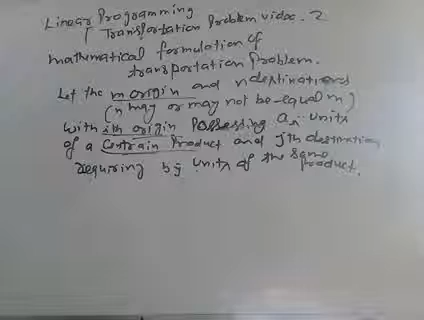 Linear Programming
( Transportation Problem video. 2
mathematical formulation of
transportation Problem.
Let the m origin and n destinations
(n may or may not be equal m)
with ith origin Possessing ai units
of a Certrain Product and jth destination
requiring bj units of the same
product.